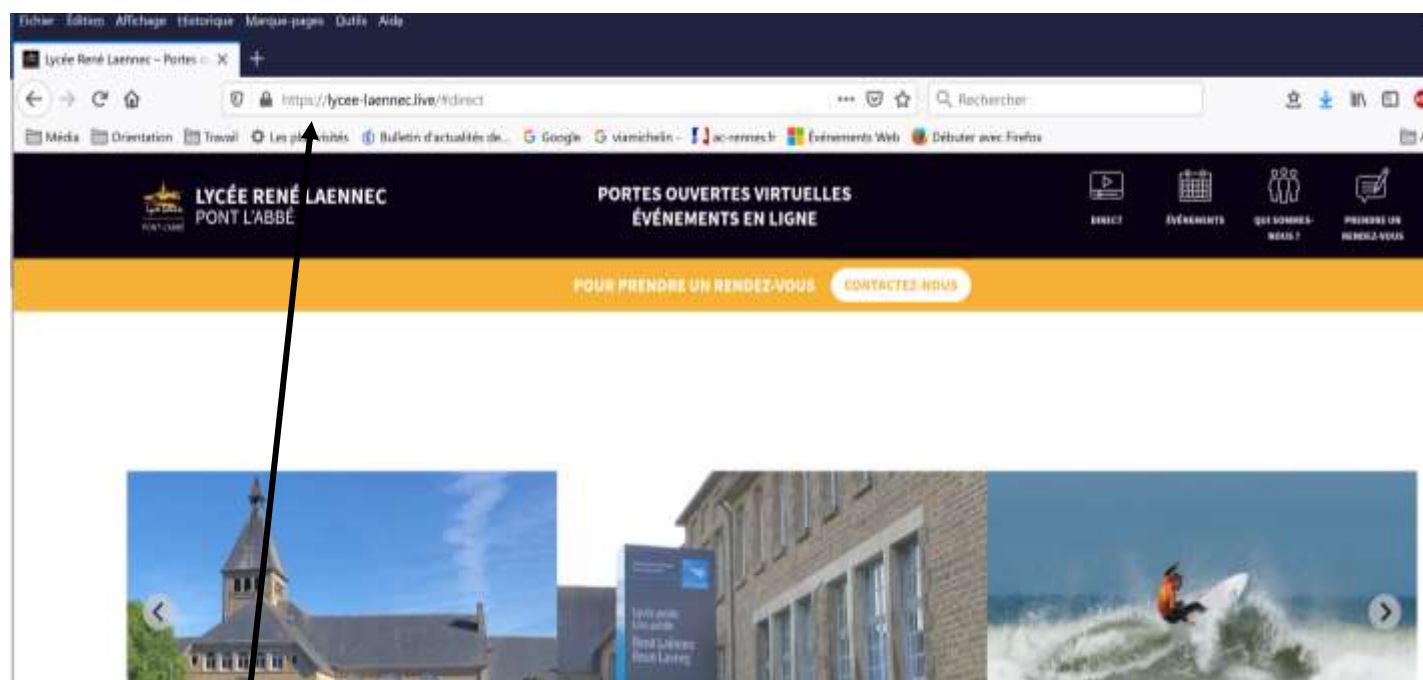 Fichier Édition Affichage Historique Marque-pages Outils Aide
Lycée René Laennec – Portes
https://lycee-laennec.live/#direct
Rechercher
Média Orientation Travail Les plus visités Bulletin d'actualités de... Google viamichelin - ac-rennes.fr Événements Web Débuter avec Firefox
LYCÉE RENÉ LAENNEC
PONT L'ABBÉ
PORTES OUVERTES VIRTUELLES
ÉVÉNEMENTS EN LIGNE
DIRECT
ÉVÉNEMENTS
QUI SOMMES-
NOUS ?
PRENDRE UN
RENDEZ-VOUS
POUR PRENDRE UN RENDEZ-VOUS CONTACTEZ-NOUS
René Laënnec